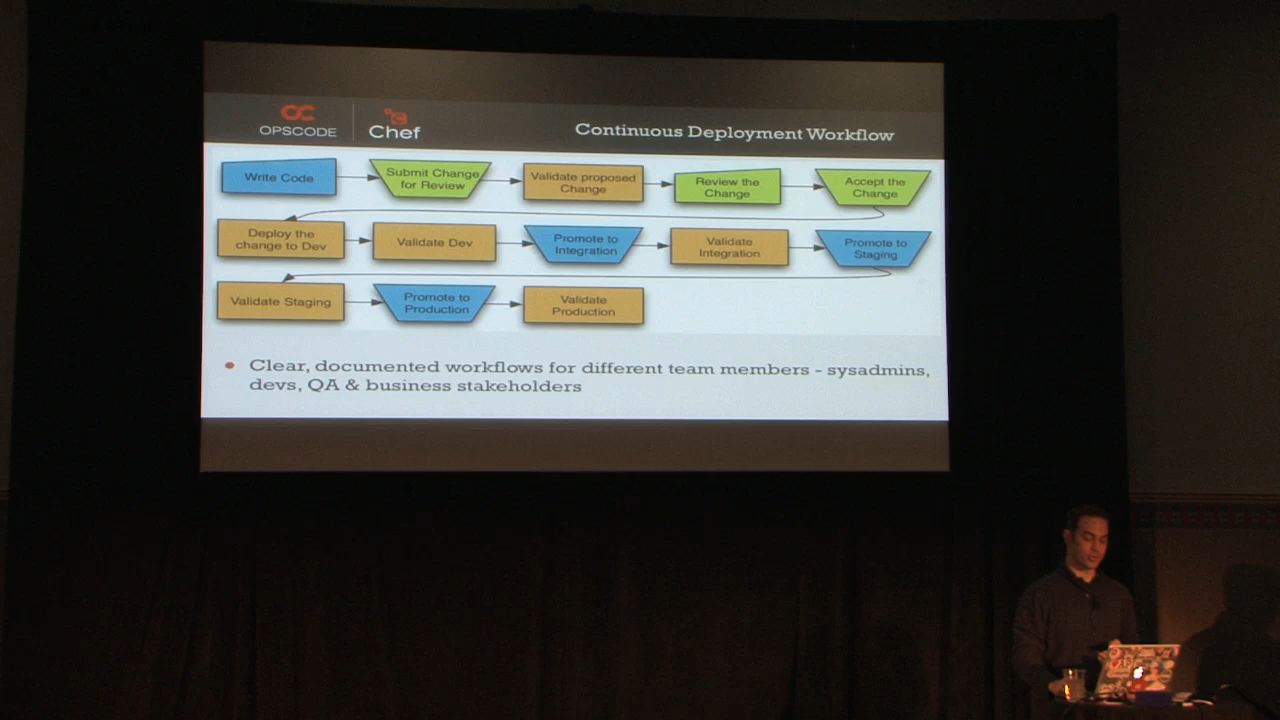 OPSCODE
Chef
Continuous Deployment Workflow
Write Code
Submit Change
for Review
Validate proposed
Change
Review the
Change
Accept the
Change
Deploy the
change to Dev
Validate Dev
Promote to
Integration
Validate
Integration
Promote to
Staging
Validate Staging
Promote to
Production
Validate
Production
Clear, documented workflows for different team members - sysadmins,
devs, QA & business stakeholders